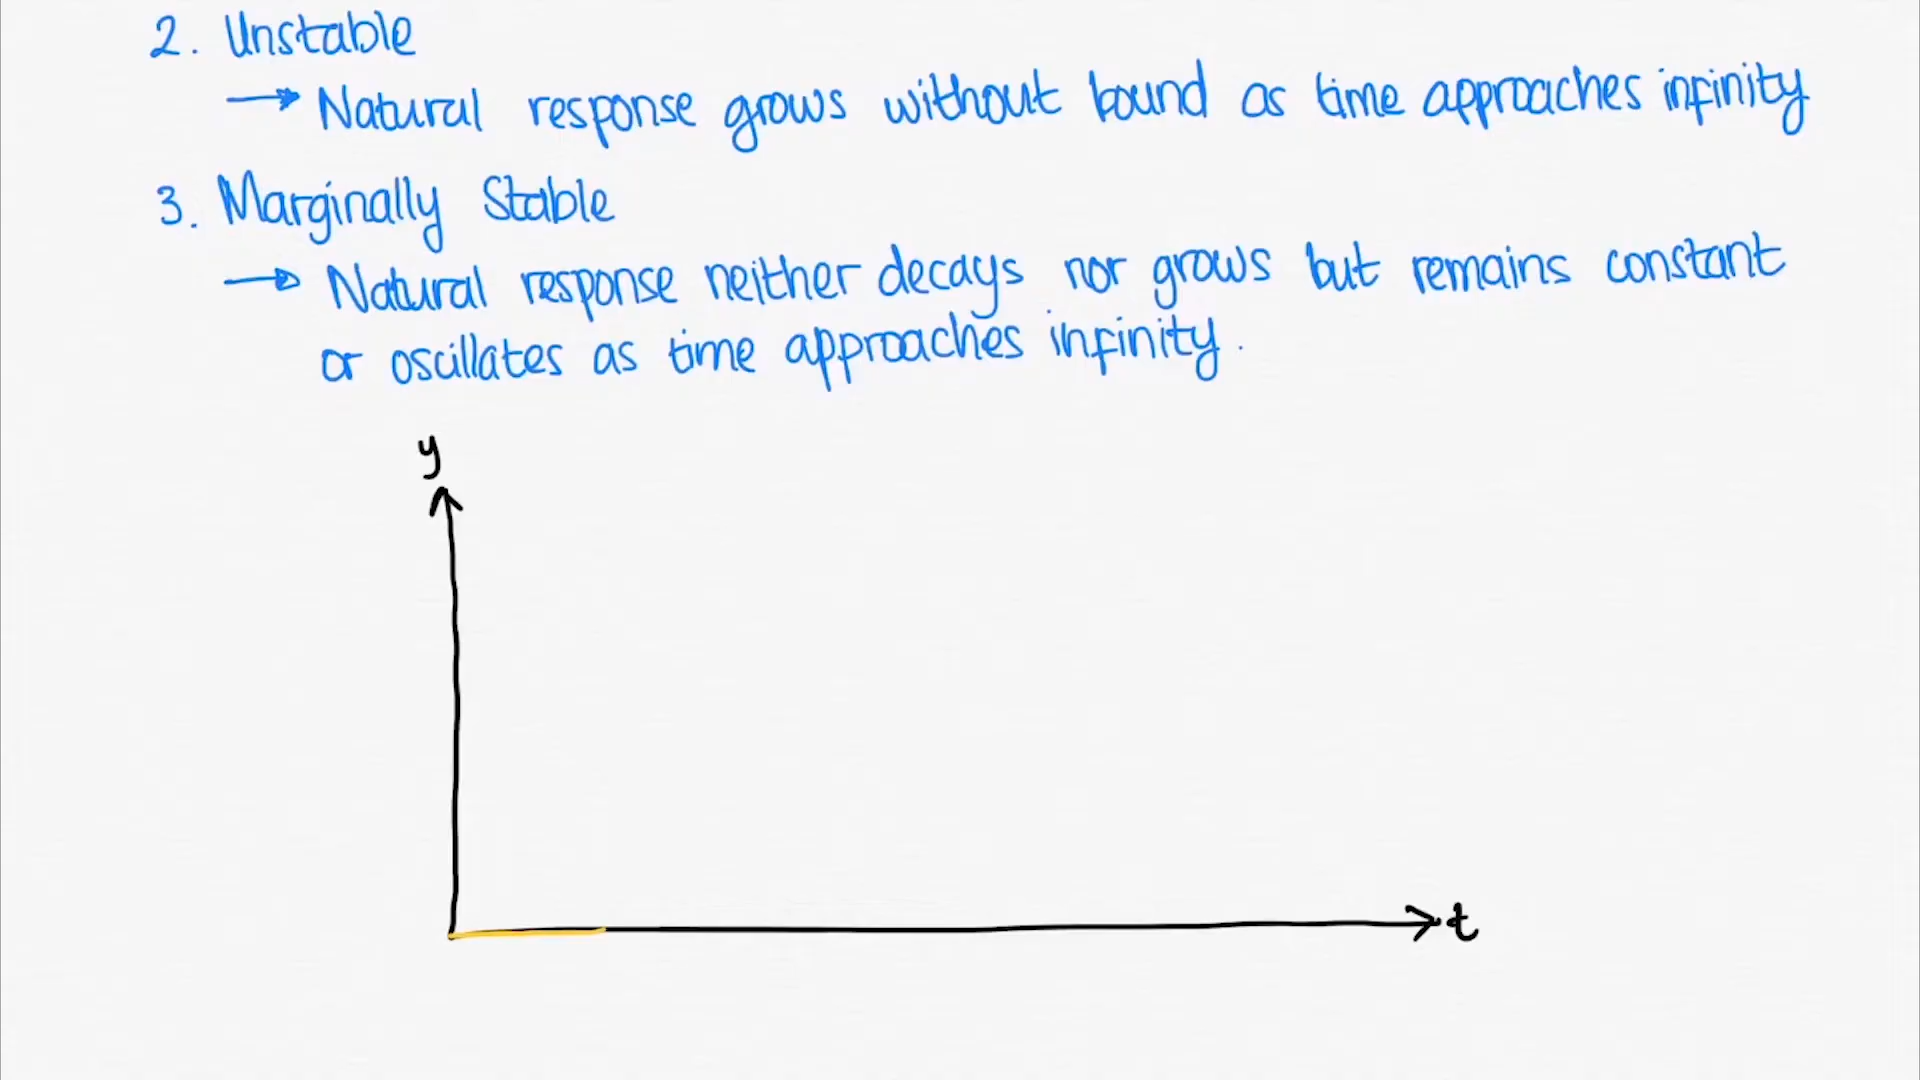 2. Unstable
→ Natural response grows without bound as time approaches infinity
3. Marginally Stable
→ Natural response neither decays nor grows but remains constant
or oscillates as time approaches infinity.
y
t